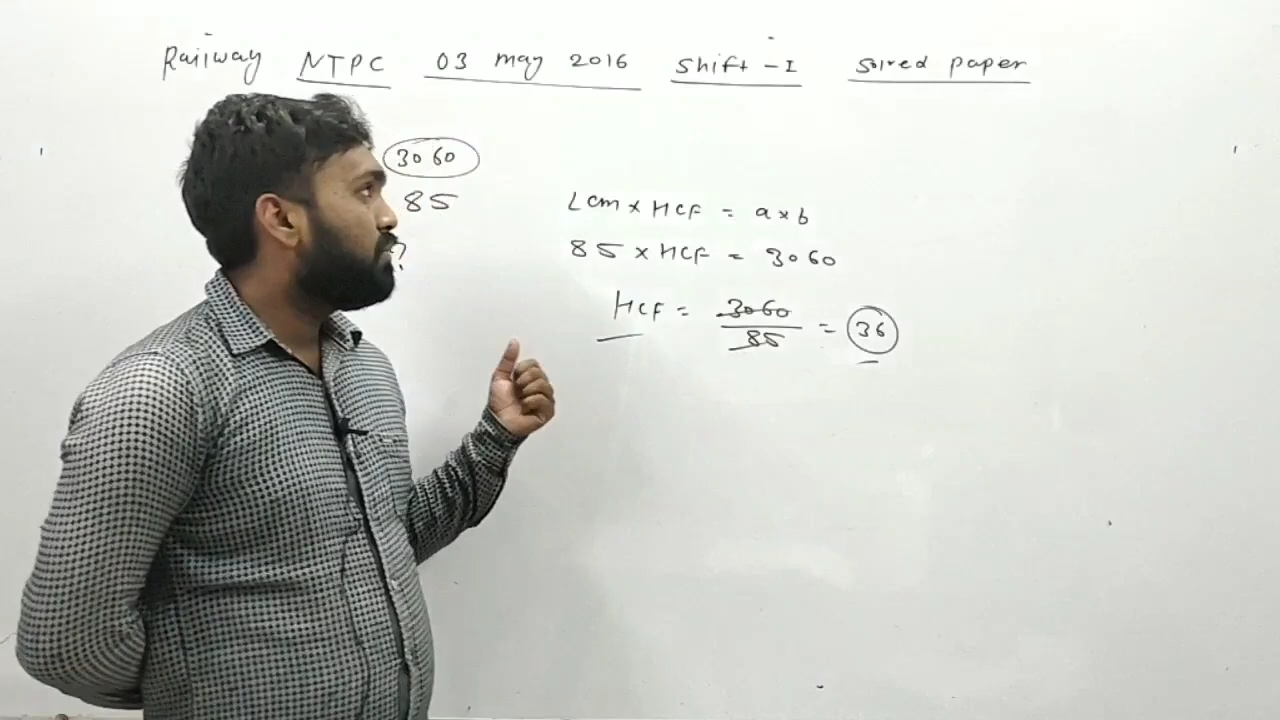 Railway NTPC 03 may 2016 Shift - I Solved paper
3060
85
?
LCM x HCF = a x b
85 x HCF = 3060
HCF = 3060/85 = 36